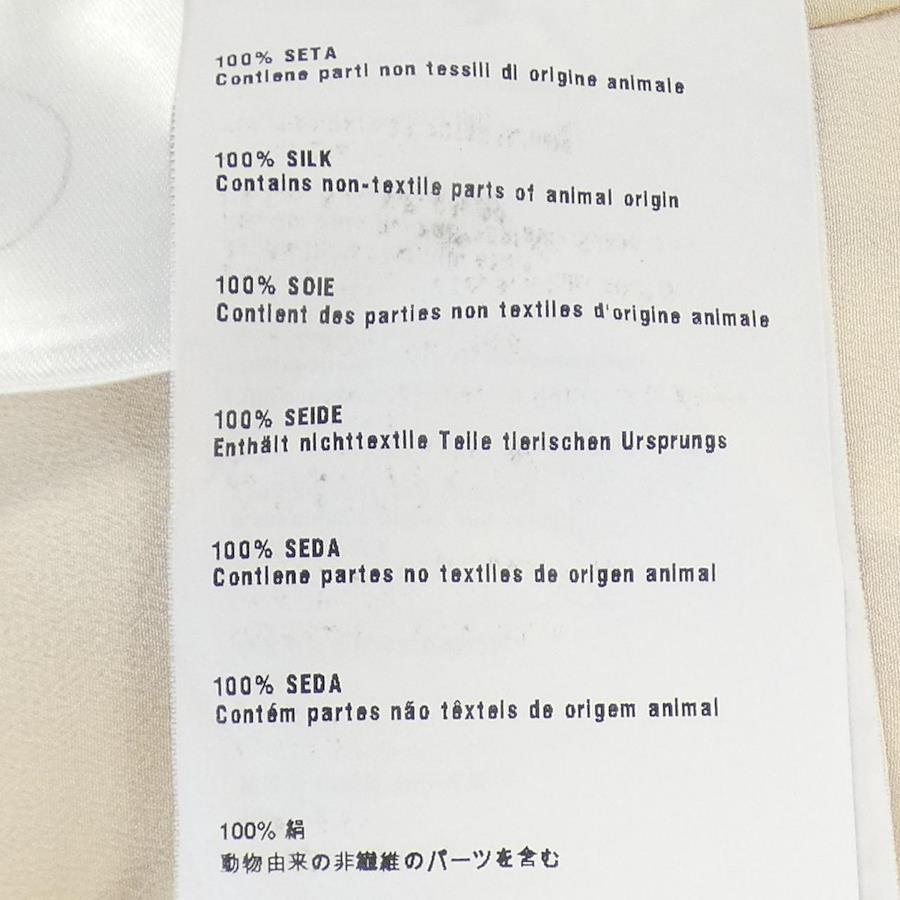 100% SETA
Contiene parti non tessili di origine animale
100% SILK
Contains non-textile parts of animal origin
100% SOIE
Contient des parties non textiles d'origine animale
100% SEIDE
Enthält nichttextile Teile tierischen Ursprungs
100% SEDA
Contiene partes no textiles de origen animal
100% SEDA
Contém partes não têxteis de origem animal
100% 絹
動物由来の非繊維のパーツを含む